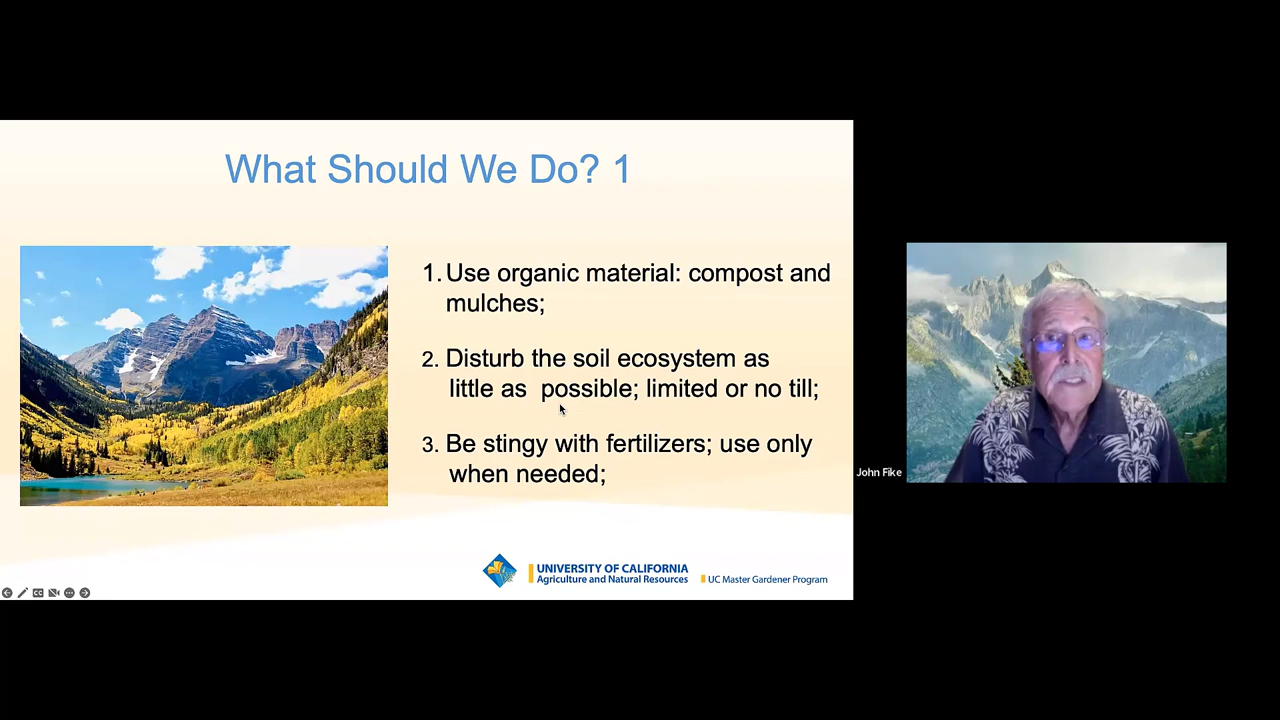 What Should We Do? 1
1. Use organic material: compost and
mulches;
2. Disturb the soil ecosystem as
little as possible; limited or no till;
3. Be stingy with fertilizers; use only
when needed;
John Fike
UNIVERSITY OF CALIFORNIA
Agriculture and Natural Resources
UC Master Gardener Program
CC